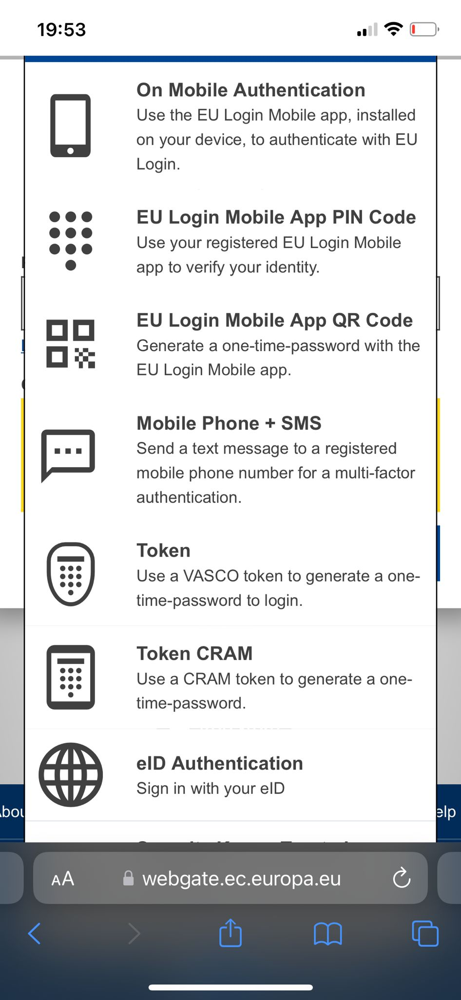 19:53
On Mobile Authentication
Use the EU Login Mobile app, installed
on your device, to authenticate with EU
Login.
EU Login Mobile App PIN Code
Use your registered EU Login Mobile
app to verify your identity.
EU Login Mobile App QR Code
Generate a one-time-password with the
EU Login Mobile app.
Mobile Phone + SMS
Send a text message to a registered
mobile phone number for a multi-factor
authentication.
Token
Use a VASCO token to generate a one-
time-password to login.
Token CRAM
Use a CRAM token to generate a one-
time-password.
eID Authentication
Sign in with your eID
AA webgate.ec.europa.eu